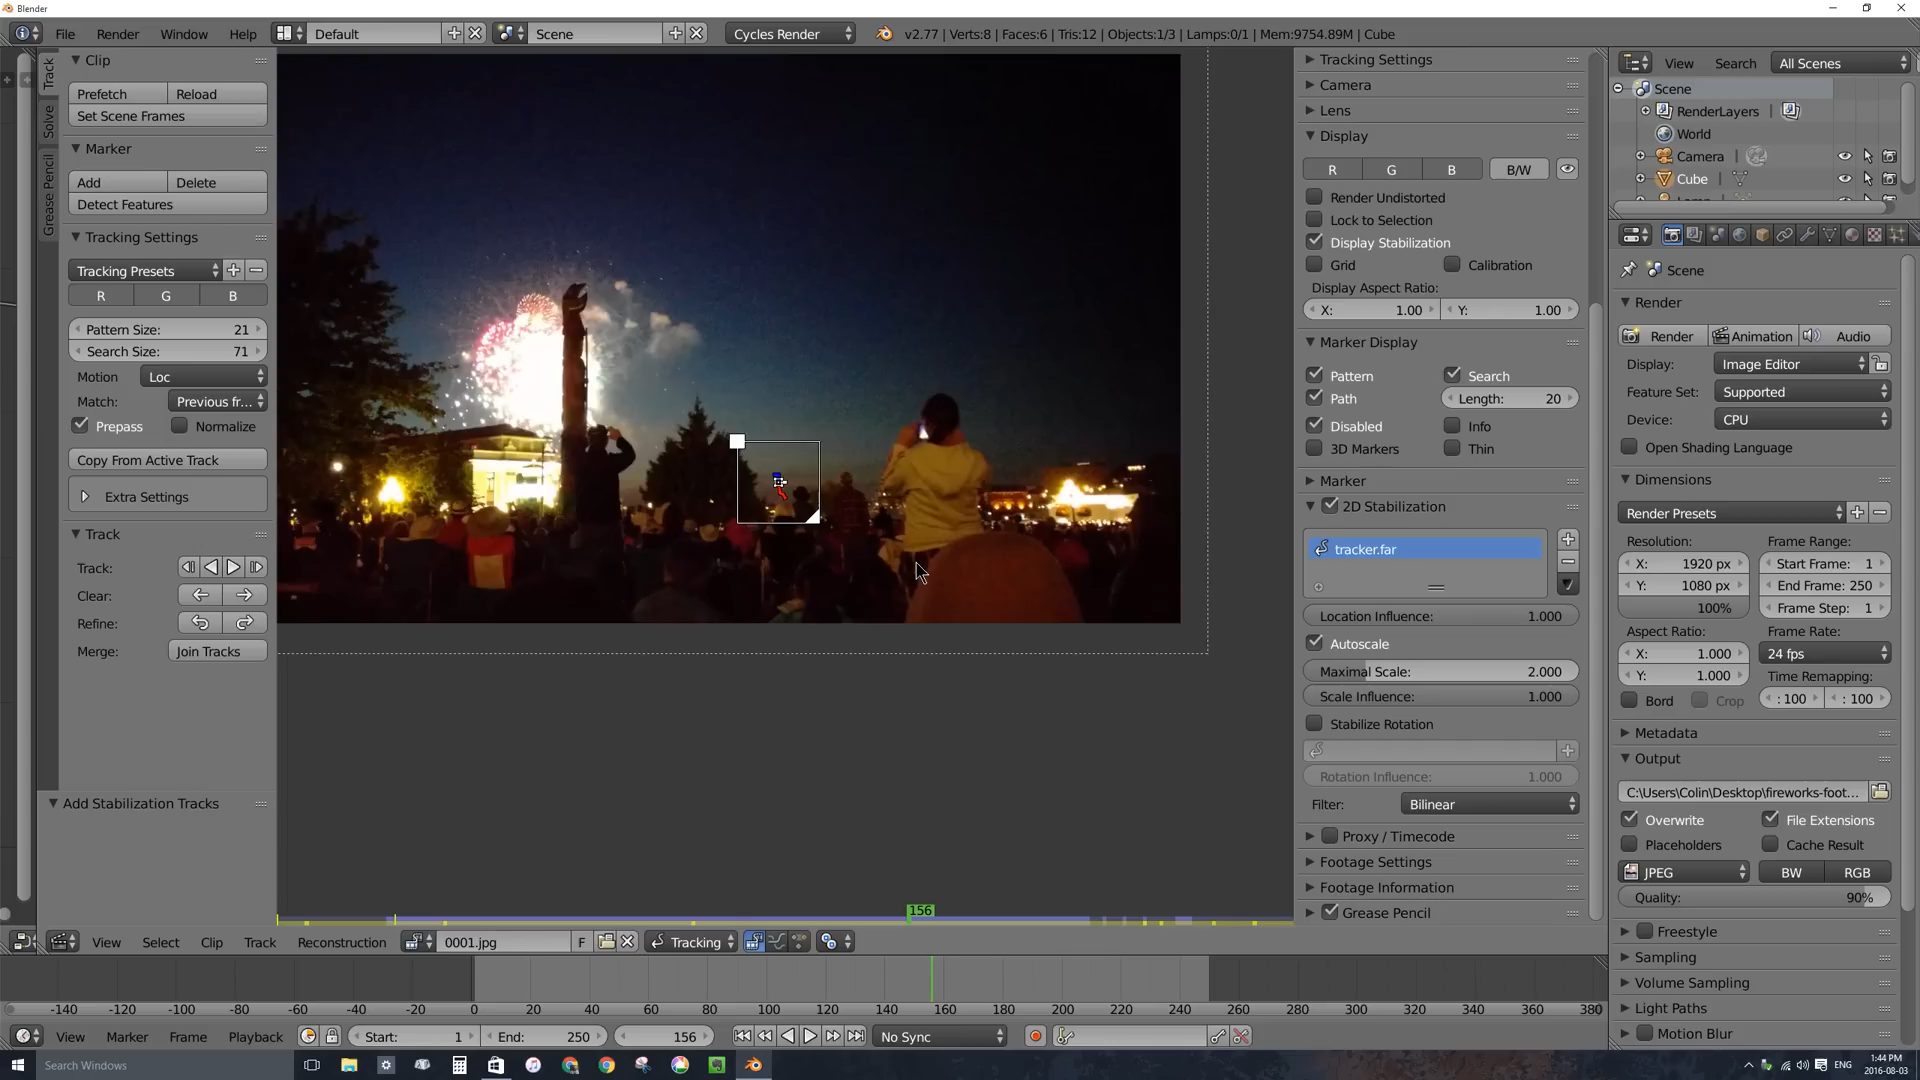 Blender
File Render Window Help Default Scene Cycles Render v2.77 | Verts:8 | Faces:6 | Tris:12 | Objects:1/3 | Lamps:0/1 | Mem:9754.89M | Cube
Track
Solve
Grease Pencil
Clip
Prefetch Reload
Set Scene Frames
Marker
Add Delete
Detect Features
Tracking Settings
Tracking Presets
R G B
Pattern Size: 21
Search Size: 71
Motion Loc
Match: Previous fr...
Prepass Normalize
Copy From Active Track
Extra Settings
Track
Track:
Clear:
Refine:
Merge: Join Tracks
Add Stabilization Tracks
156
Tracking Settings
Camera
Lens
Display
R G B B/W
Render Undistorted
Lock to Selection
Display Stabilization
Grid Calibration
Display Aspect Ratio:
X: 1.00 Y: 1.00
Marker Display
Pattern Search
Path Length: 20
Disabled Info
3D Markers Thin
Marker
2D Stabilization
tracker.far
Location Influence: 1.000
Autoscale
Maximal Scale: 2.000
Scale Influence: 1.000
Stabilize Rotation
Rotation Influence: 1.000
Filter: Bilinear
Proxy / Timecode
Footage Settings
Footage Information
Grease Pencil
View Search All Scenes
Scene
RenderLayers
World
Camera
Cube
Scene
Render
Render Animation Audio
Display: Image Editor
Feature Set: Supported
Device: CPU
Open Shading Language
Dimensions
Render Presets
Resolution: Frame Range:
X: 1920 px Start Frame: 1
Y: 1080 px End Frame: 250
100% Frame Step: 1
Aspect Ratio: Frame Rate:
X: 1.000 24 fps
Y: 1.000 Time Remapping:
Bord Crop : 100 : 100
Metadata
Output
C:\Users\Colin\Desktop\fireworks-foot...
Overwrite File Extensions
Placeholders Cache Result
JPEG BW RGB
Quality: 90%
Freestyle
Sampling
Volume Sampling
Light Paths
Motion Blur
View Select Clip Track Reconstruction 0001.jpg F Tracking
-140 -120 -100 -80 -60 -40 -20 0 20 40 60 80 100 120 140 160 180 200 220 240 260 280 300 320 340 360 380
View Marker Frame Playback Start: 1 End: 250 156 No Sync
Search Windows ENG 1:44 PM
2016-08-03